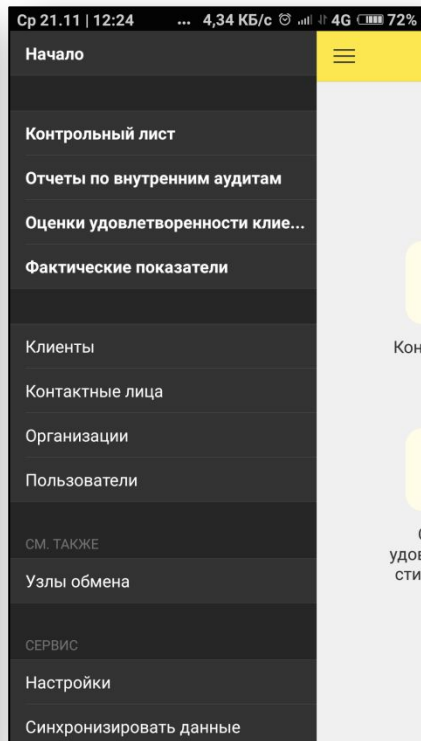 Ср 21.11 | 12:24 ... 4,34 КБ/с 4G 72%
Начало
Контрольный лист
Отчеты по внутренним аудитам
Оценки удовлетворенности клие...
Фактические показатели
Клиенты
Кон
Контактные лица
Организации
Пользователи
СМ. ТАКЖЕ
удов
сти
Узлы обмена
СЕРВИС
Настройки
Синхронизировать данные